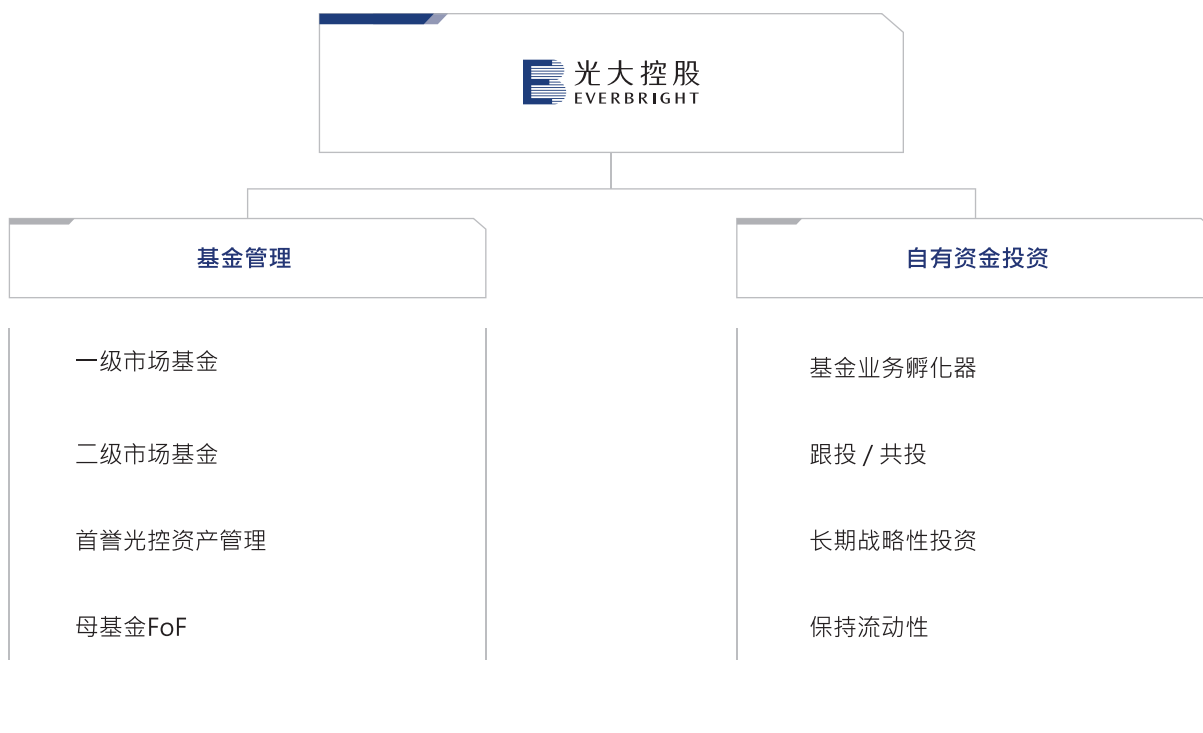 光大控股
EVERBRIGHT
基金管理
一级市场基金
二级市场基金
首誉光控资产管理
母基金FoF
自有资金投资
基金业务孵化器
跟投 / 共投
长期战略性投资
保持流动性